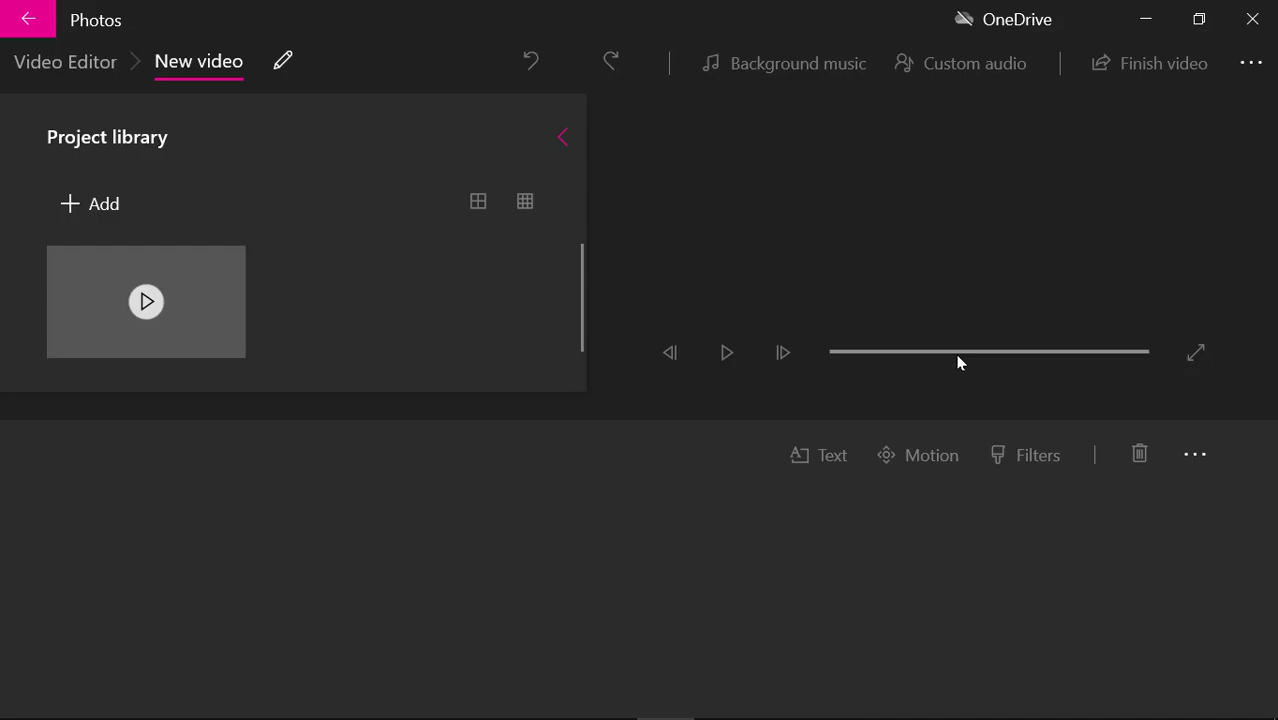 Photos
OneDrive
Video Editor
New video
Background music
Custom audio
Finish video
Project library
Add
Text
Motion
Filters